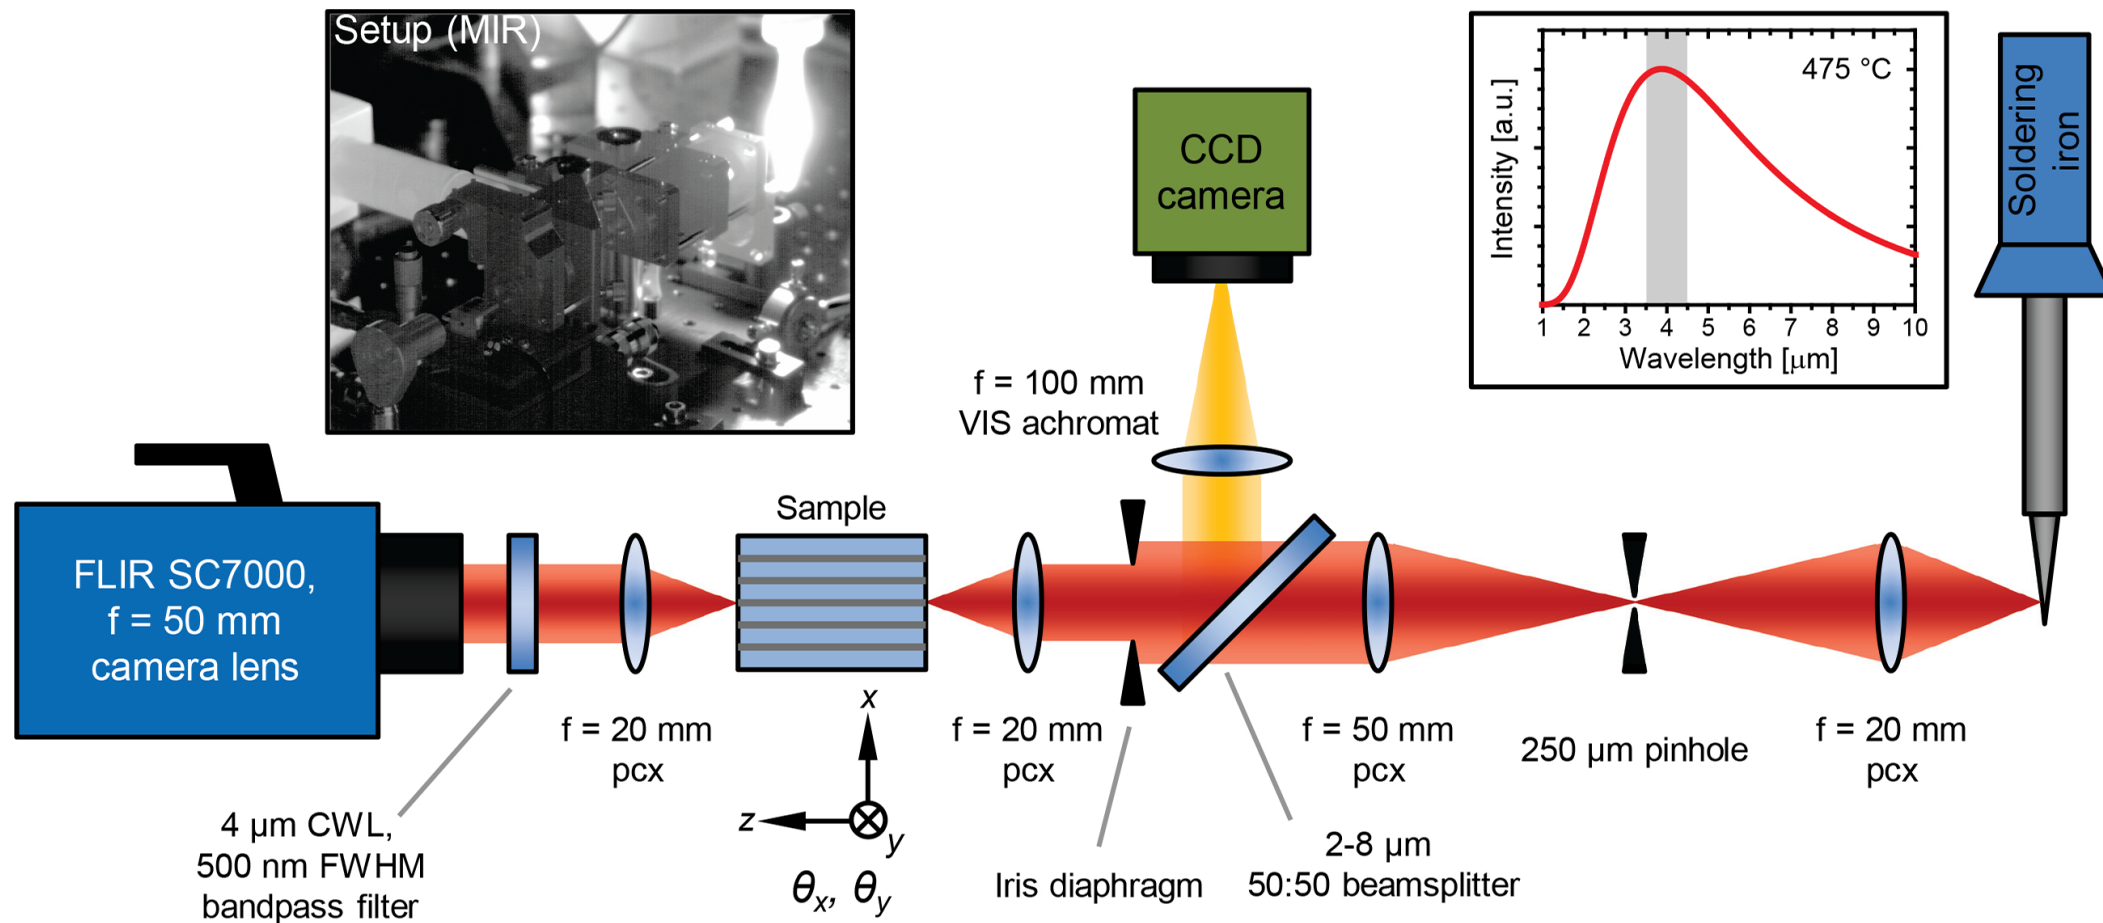 Setup (MIR)
CCD
camera
475 °C
Intensity [a.u.]
1 2 3 4 5 6 7 8 9 10
Wavelength [μm]
Soldering
iron
f = 100 mm
VIS achromat
Sample
FLIR SC7000,
f = 50 mm
camera lens
f = 20 mm
pcx
x
z
y
θx, θy
f = 20 mm
pcx
f = 50 mm
pcx
250 µm pinhole
f = 20 mm
pcx
4 µm CWL,
500 nm FWHM
bandpass filter
Iris diaphragm
2-8 µm
50:50 beamsplitter